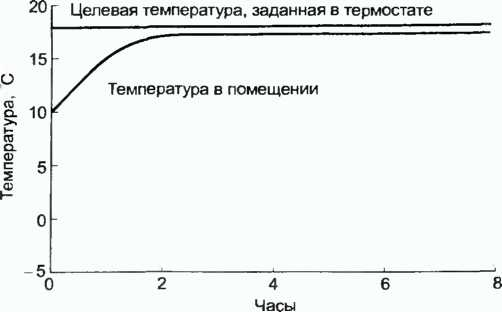 Целевая температура, заданная в термостате
Температура в помещении
Температура, °C
20
15
10
5
0
–5
0 2 4 6 8
Часы